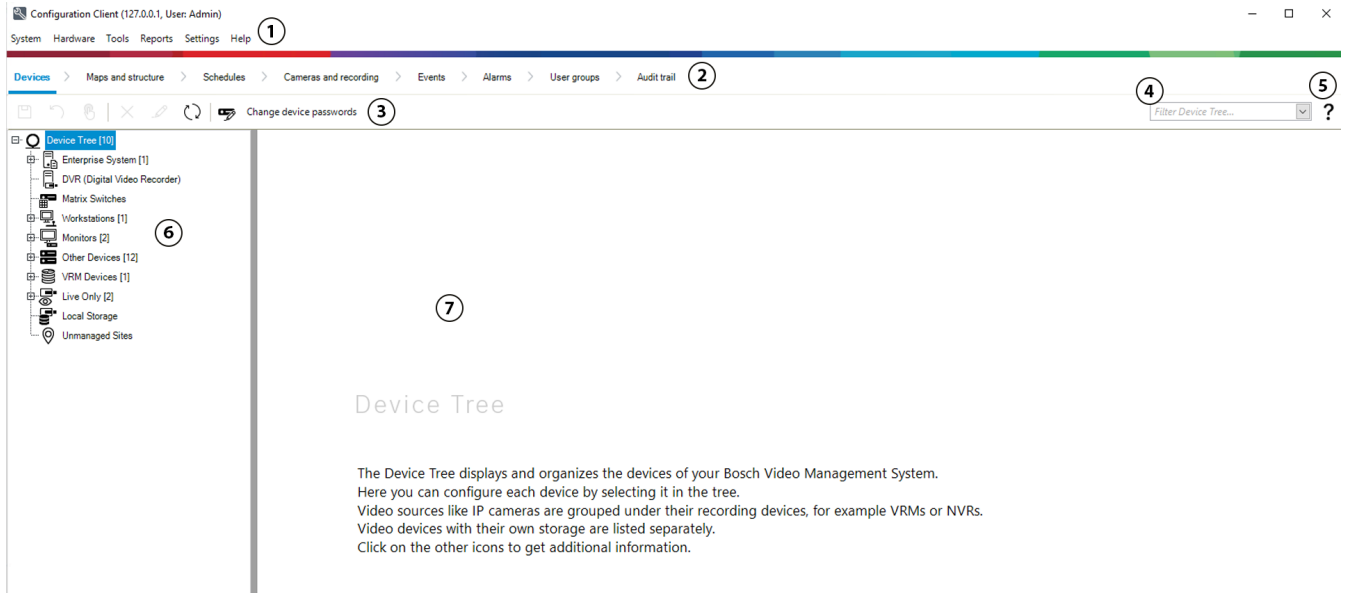 Configuration Client (127.0.0.1, User: Admin)
System Hardware Tools Reports Settings Help 1
Devices Maps and structure Schedules Cameras and recording Events Alarms User groups Audit trail 2
Change device passwords 3
4
Filter Device Tree...
5
?
Device Tree [10]
Enterprise System [1]
DVR (Digital Video Recorder)
Matrix Switches
Workstations [1]
Monitors [2]
Other Devices [12]
VRM Devices [1]
Live Only [2]
Local Storage
Unmanaged Sites
6
7
Device Tree
The Device Tree displays and organizes the devices of your Bosch Video Management System.
Here you can configure each device by selecting it in the tree.
Video sources like IP cameras are grouped under their recording devices, for example VRMs or NVRs.
Video devices with their own storage are listed separately.
Click on the other icons to get additional information.